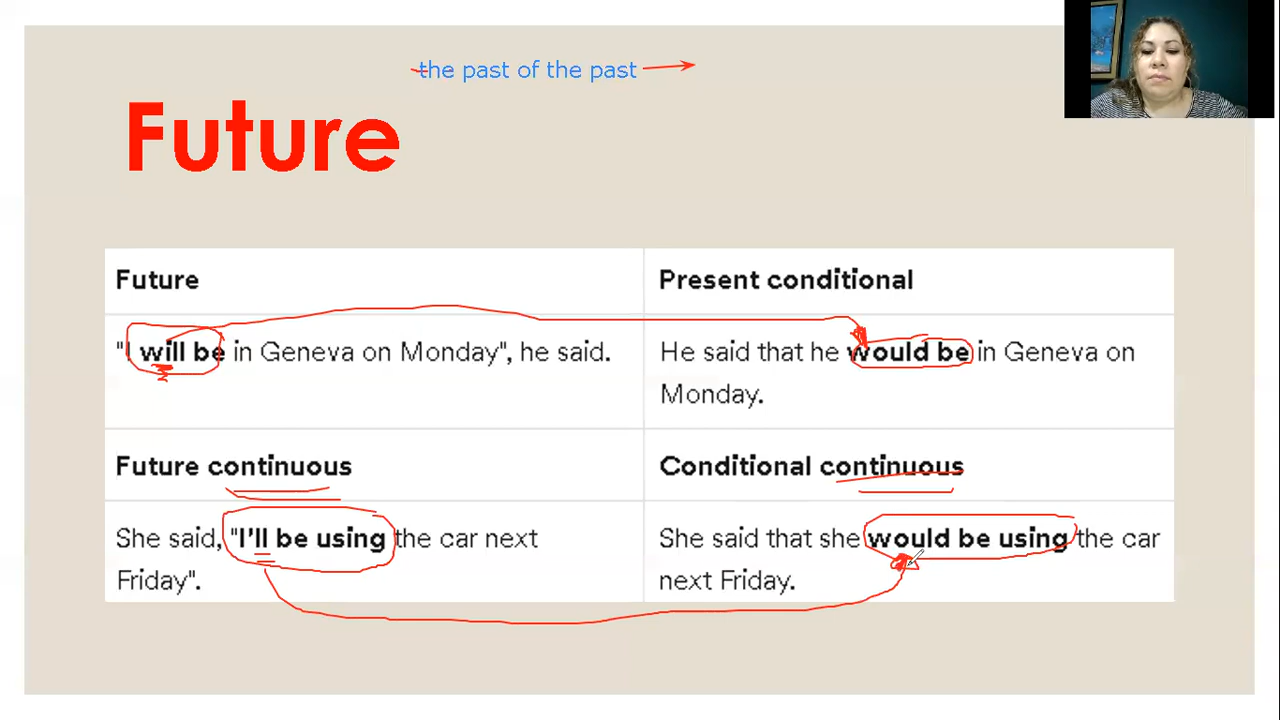 the past of the past
Future
Future
Present conditional
"I will be in Geneva on Monday", he said.
He said that he would be in Geneva on
Monday.
Future continuous
Conditional continuous
She said, "I'll be using the car next
Friday".
She said that she would be using the car
next Friday.